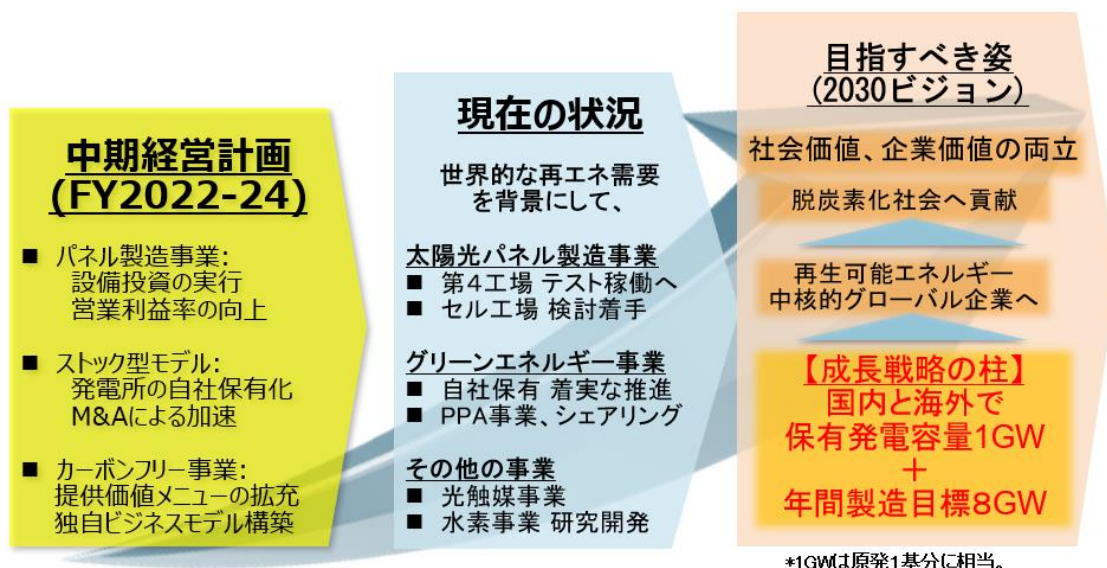 中期経営計画
(FY2022-24)
■ パネル製造事業:
設備投資の実行
営業利益率の向上
■ ストック型モデル:
発電所の自社保有化
M&Aによる加速
■ カーボンフリー事業:
提供価値メニューの拡充
独自ビジネスモデル構築
現在の状況
世界的な再エネ需要
を背景にして、
太陽光パネル製造事業
■ 第4工場 テスト稼働へ
■ セル工場 検討着手
グリーンエネルギー事業
■ 自社保有 着実な推進
■ PPA事業、シェアリング
その他の事業
■ 光触媒事業
■ 水素事業 研究開発
目指すべき姿
(2030ビジョン)
社会価値、企業価値の両立
脱炭素化社会へ貢献
再生可能エネルギー
中核的グローバル企業へ
【成長戦略の柱】
国内と海外で
保有発電容量1GW
+
年間製造目標8GW
*1GWは原発1基分に相当。